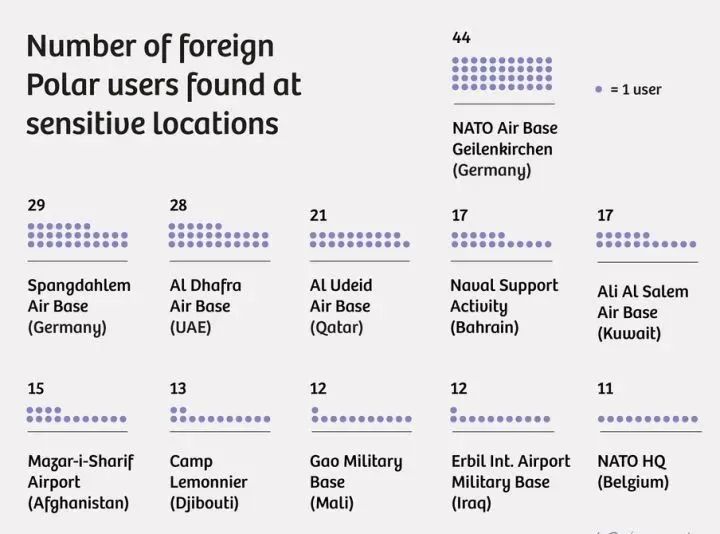 Number of foreign
Polar users found at
sensitive locations
44
= 1 user
NATO Air Base
Geilenkirchen
(Germany)
29
Spangdahlem
Air Base
(Germany)
28
Al Dhafra
Air Base
(UAE)
21
Al Udeid
Air Base
(Qatar)
17
Naval Support
Activity
(Bahrain)
17
Ali Al Salem
Air Base
(Kuwait)
15
Mazar-i-Sharif
Airport
(Afghanistan)
13
Camp
Lemonnier
(Djibouti)
12
Gao Military
Base
(Mali)
12
Erbil Int. Airport
Military Base
(Iraq)
11
NATO HQ
(Belgium)